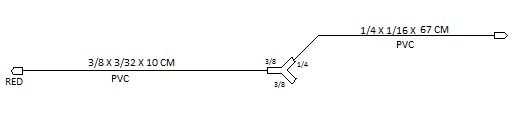 1/4 X 1/16 X 67 CM
PVC
3/8 X 3/32 X 10 CM
PVC
RED
3/8
1/4
3/8